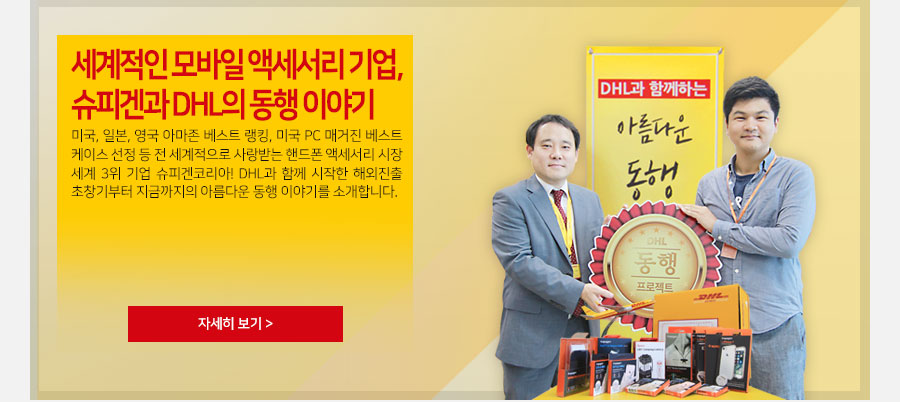 세계적인 모바일 액세서리 기업,
슈피겐과 DHL의 동행 이야기
미국, 일본, 영국 아마존 베스트 랭킹, 미국 PC 매거진 베스트
케이스 선정 등 전 세계적으로 사랑받는 핸드폰 액세서리 시장
세계 3위 기업 슈피겐코리아! DHL과 함께 시작한 해외진출
초창기부터 지금까지의 아름다운 동행 이야기를 소개합니다.
자세히 보기 >
DHL과 함께하는
아름다운
동행
DHL
동행
프로젝트
DHL